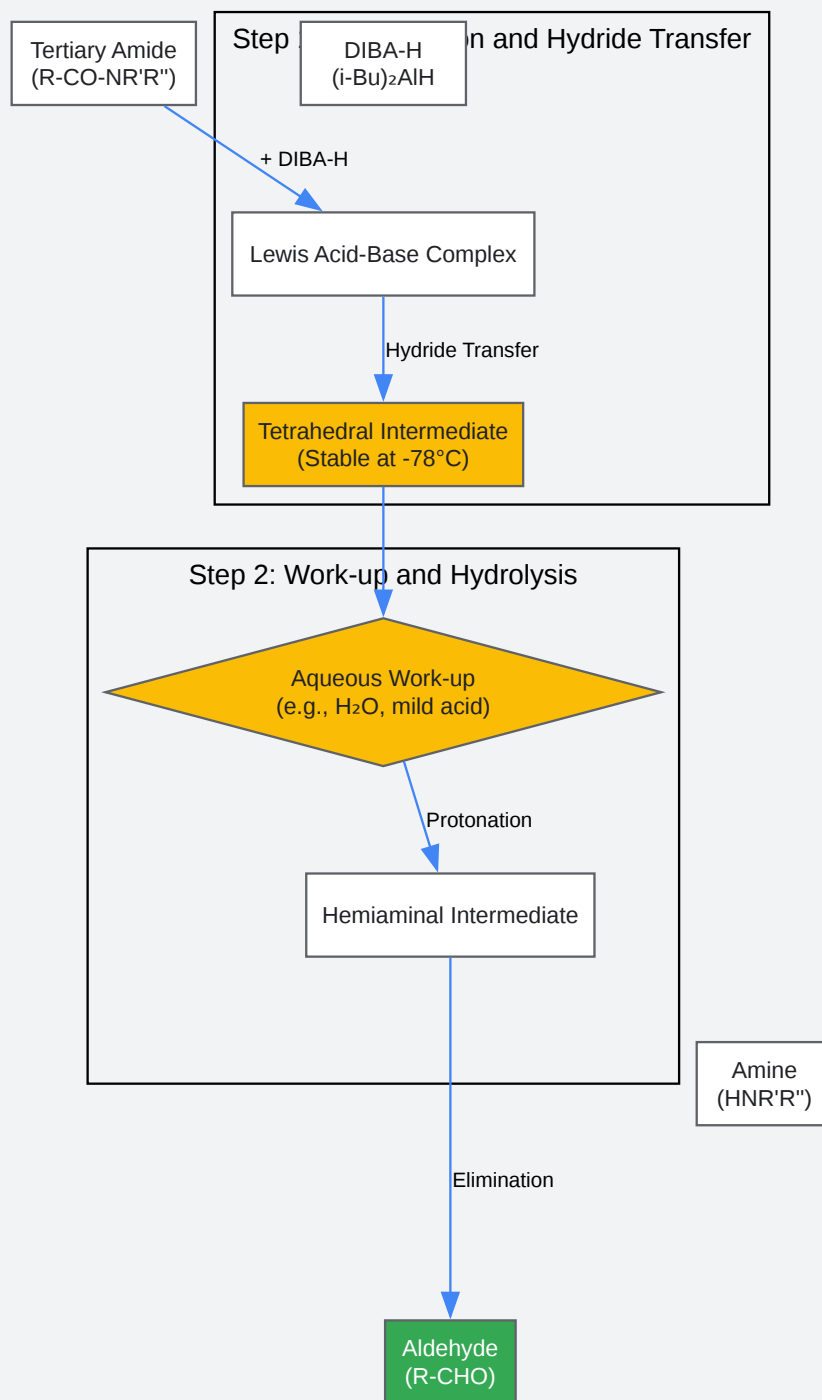 Tertiary Amide
(R-CO-NR'R")
Step
on and Hydride Transfer
DIBA-H
(i-Bu)₂AlH
+ DIBA-H
Lewis Acid-Base Complex
Hydride Transfer
Tetrahedral Intermediate
(Stable at -78°C)
Step 2: Work-up and Hydrolysis
Aqueous Work-up
(e.g., H₂O, mild acid)
Protonation
Hemiaminal Intermediate
Amine
(HNR'R")
Elimination
Aldehyde
(R-CHO)